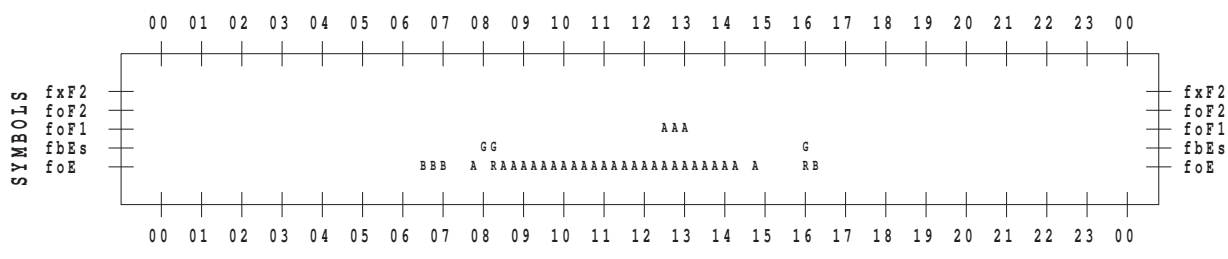 00 01 02 03 04 05 06 07 08 09 10 11 12 13 14 15 16 17 18 19 20 21 22 23 00
SYMBOLS
fxF2 fxF2
foF2 foF2
foF1 AAA foF1
fbEs GG G fbEs
foE BBB A RAAAAAAAAAAAAAAAAAAAAAAAA A RB foE
00 01 02 03 04 05 06 07 08 09 10 11 12 13 14 15 16 17 18 19 20 21 22 23 00